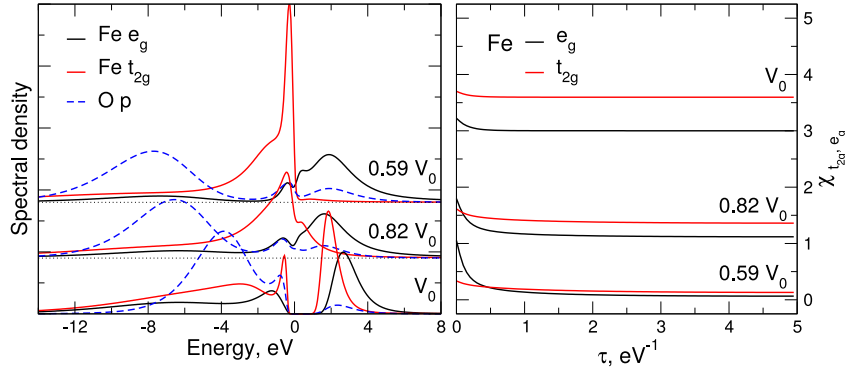 Fe e_g
Fe t_2g
O p
0.59 V_0
0.82 V_0
V_0
Spectral density
-12 -8 -4 0 4 8
Energy, eV
Fe
e_g
t_2g
V_0
0.82 V_0
0.59 V_0
5
4
3
2
1
0
χ t_2g, e_g
0 1 2 3 4 5
τ, eV^-1